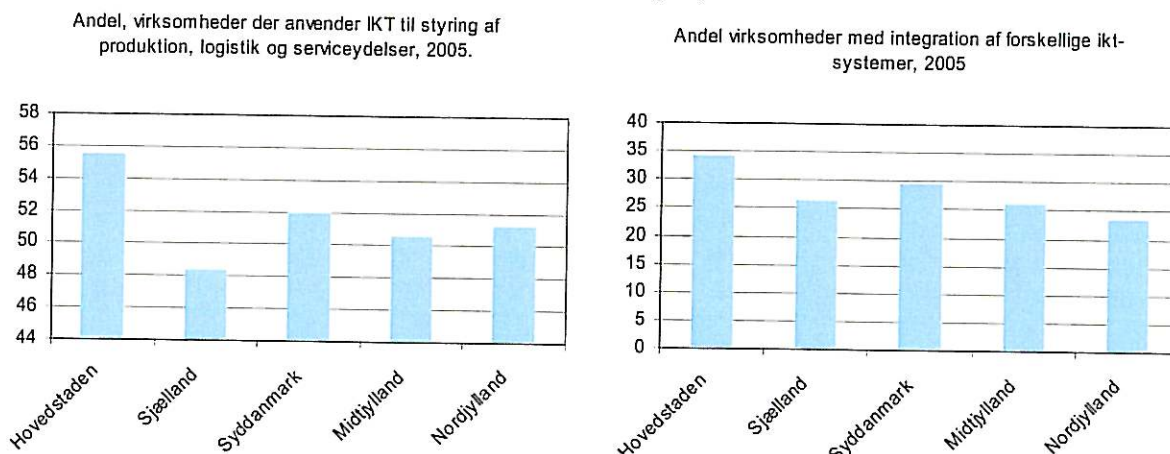 Andel, virksomheder der anvender IKT til styring af
produktion, logistik og serviceydelser, 2005.
58
56
54
52
50
48
46
44
Hovedstaden
Sjælland
Syddanmark
Midtjylland
Nordjylland
Andel virksomheder med integration af forskellige ikt-
systemer, 2005
40
35
30
25
20
15
10
5
0
Hovedstaden
Sjælland
Syddanmark
Midtjylland
Nordjylland